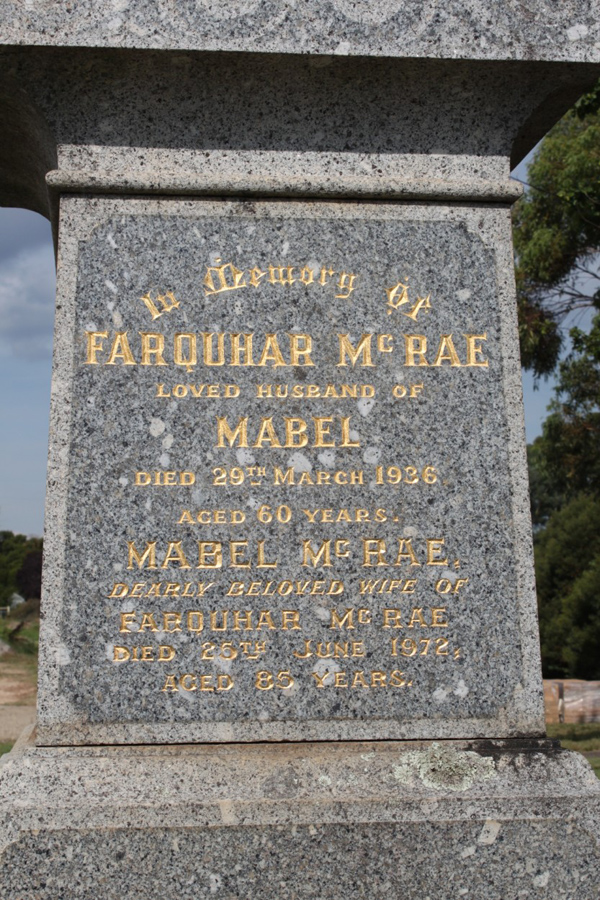 In Memory Of
FARQUHAR McRAE
LOVED HUSBAND OF
MABEL
DIED 29TH MARCH 1936.
AGED 60 YEARS.
MABEL McRAE,
DEARLY BELOVED WIFE OF
FARQUHAR McRAE
DIED 25TH JUNE 1972,
AGED 85 YEARS.